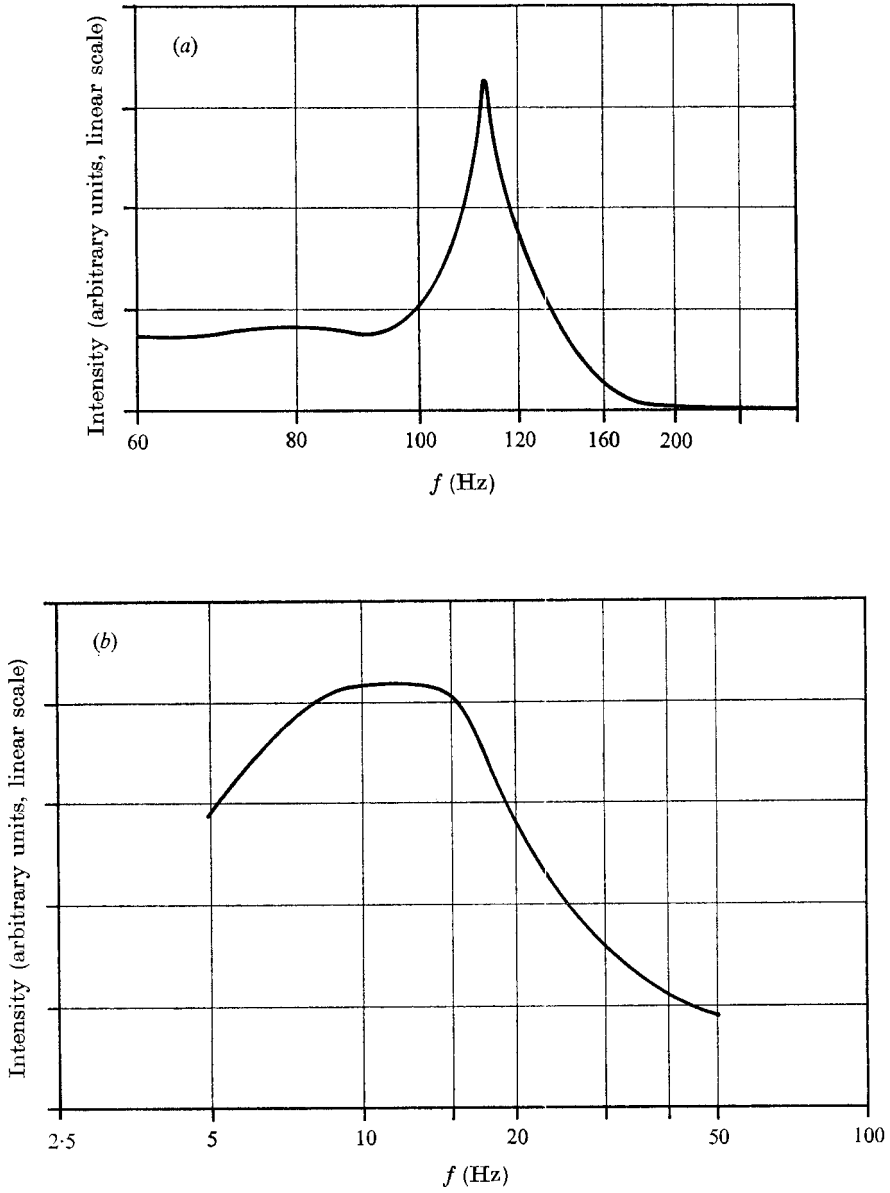 (a)
Intensity (arbitrary units, linear scale)
60 80 100 120 160 200
f (Hz)
(b)
Intensity (arbitrary units, linear scale)
2·5 5 10 20 50 100
f (Hz)